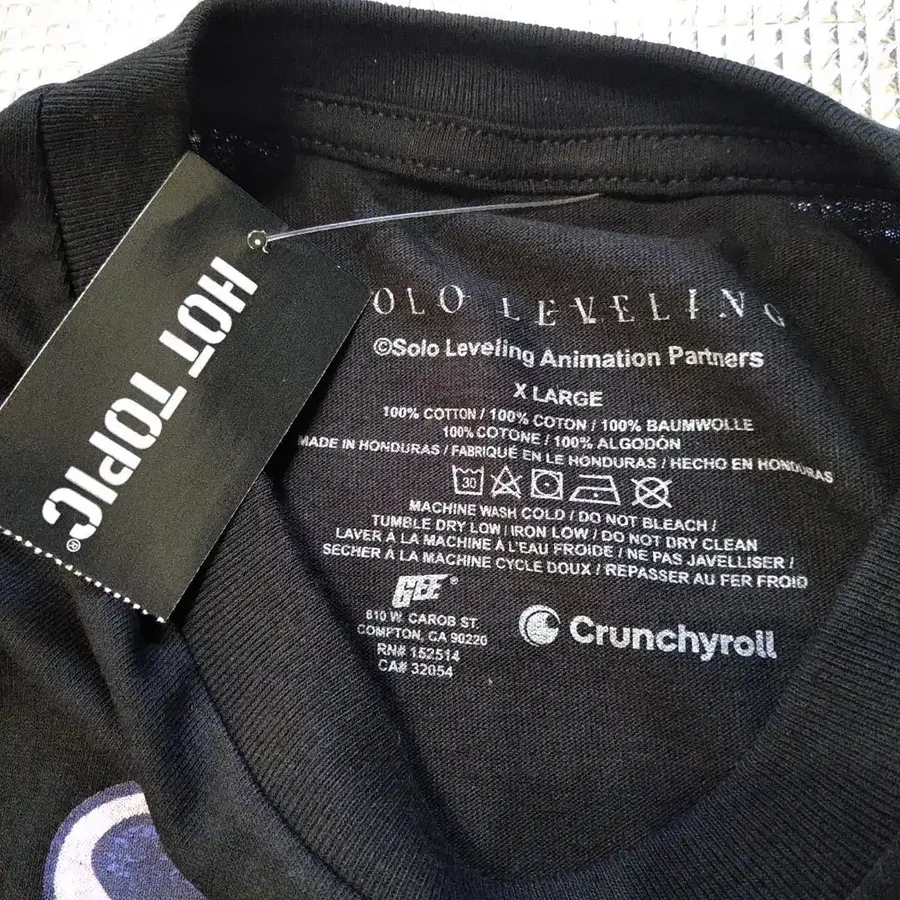 HOT TOPIC®
OLO LEVELING
©Solo Leveling Animation Partners
X LARGE
100% COTTON / 100% COTON / 100% BAUMWOLLE
100% COTONE / 100% ALGODÓN
MADE IN HONDURAS / FABRIQUÉ EN LE HONDURAS / HECHO EN HONDURAS
30
MACHINE WASH COLD / DO NOT BLEACH /
TUMBLE DRY LOW / IRON LOW / DO NOT DRY CLEAN
LAVER À LA MACHINE À L'EAU FROIDE / NE PAS JAVELLISER /
SECHER A LA MACHINE CYCLE DOUX / REPASSER AU FER FROID
GEE®
610 W. CAROB ST.
COMPTON, CA 90220
RN# 152514
CA# 32054
Crunchyroll